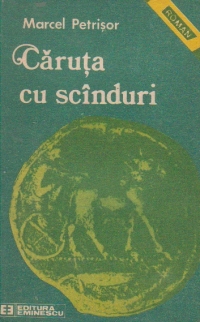 Marcel Petrișor
ROMAN
Căruța
cu scînduri
EDITURA
EMINESCU